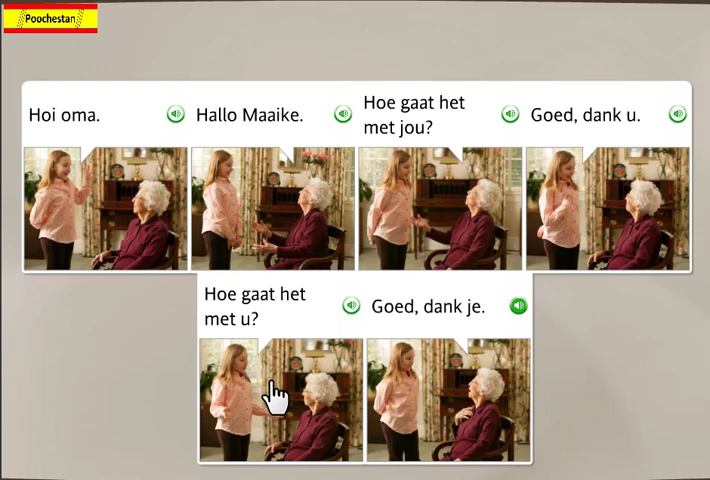 Poochestan
Hoi oma.
Hallo Maaike.
Hoe gaat het
met jou?
Goed, dank u.
Hoe gaat het
met u?
Goed, dank je.